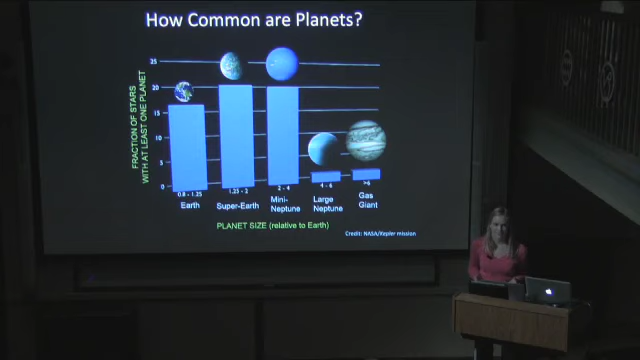 How Common are Planets?
FRACTION OF STARS
WITH AT LEAST ONE PLANET
25
20
15
10
5
0
0.8 - 1.25
1.25 - 2
2 - 4
4 - 6
>6
Earth
Super-Earth
Mini-
Neptune
Large
Neptune
Gas
Giant
PLANET SIZE (relative to Earth)
Credit: NASA/Kepler mission